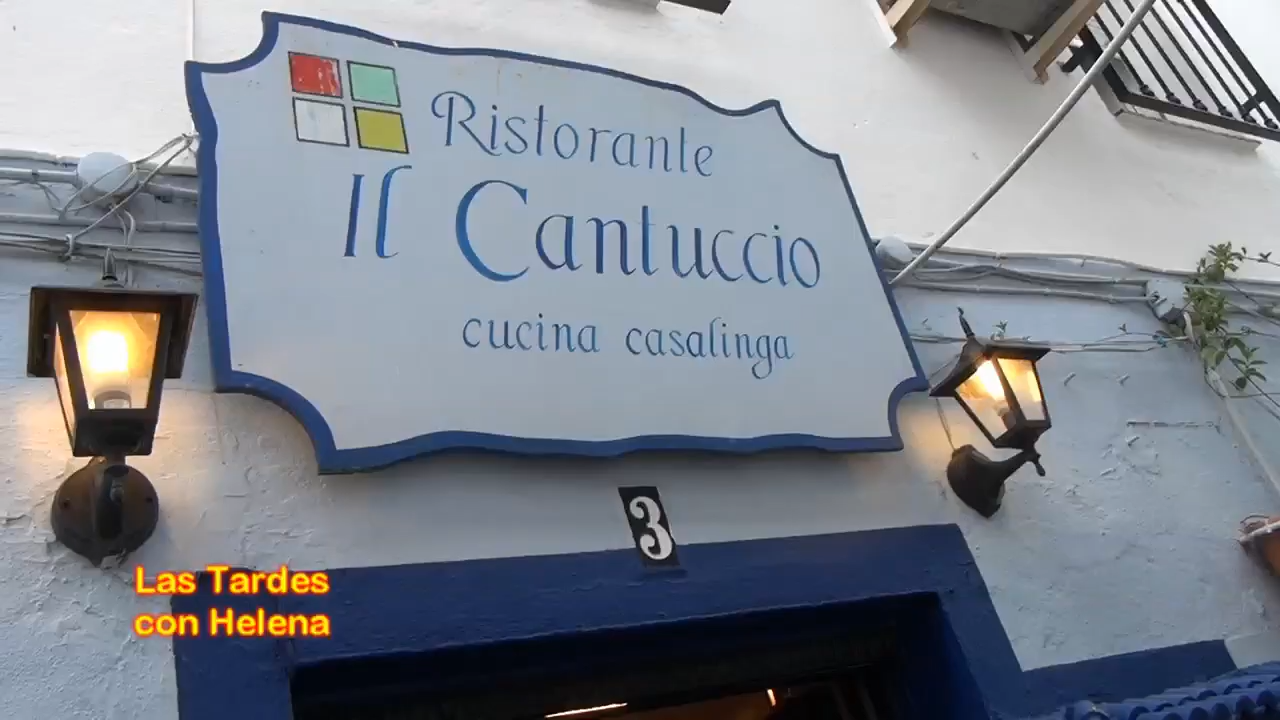 Ristorante
Il Cantuccio
cucina casalinga
3
Las Tardes
con Helena